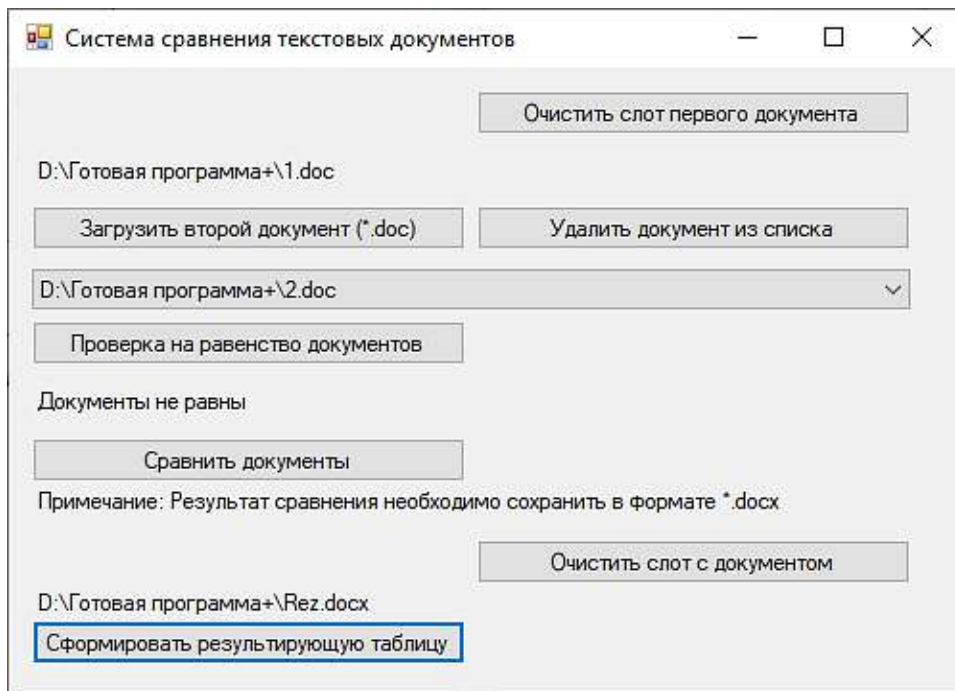 Система сравнения текстовых документов
Очистить слот первого документа
D:\Готовая программа+\1.doc
Загрузить второй документ (*.doc)
Удалить документ из списка
D:\Готовая программа+\2.doc
Проверка на равенство документов
Документы не равны
Сравнить документы
Примечание: Результат сравнения необходимо сохранить в формате *.docx
Очистить слот с документом
D:\Готовая программа+\Rez.docx
Сформировать результирующую таблицу